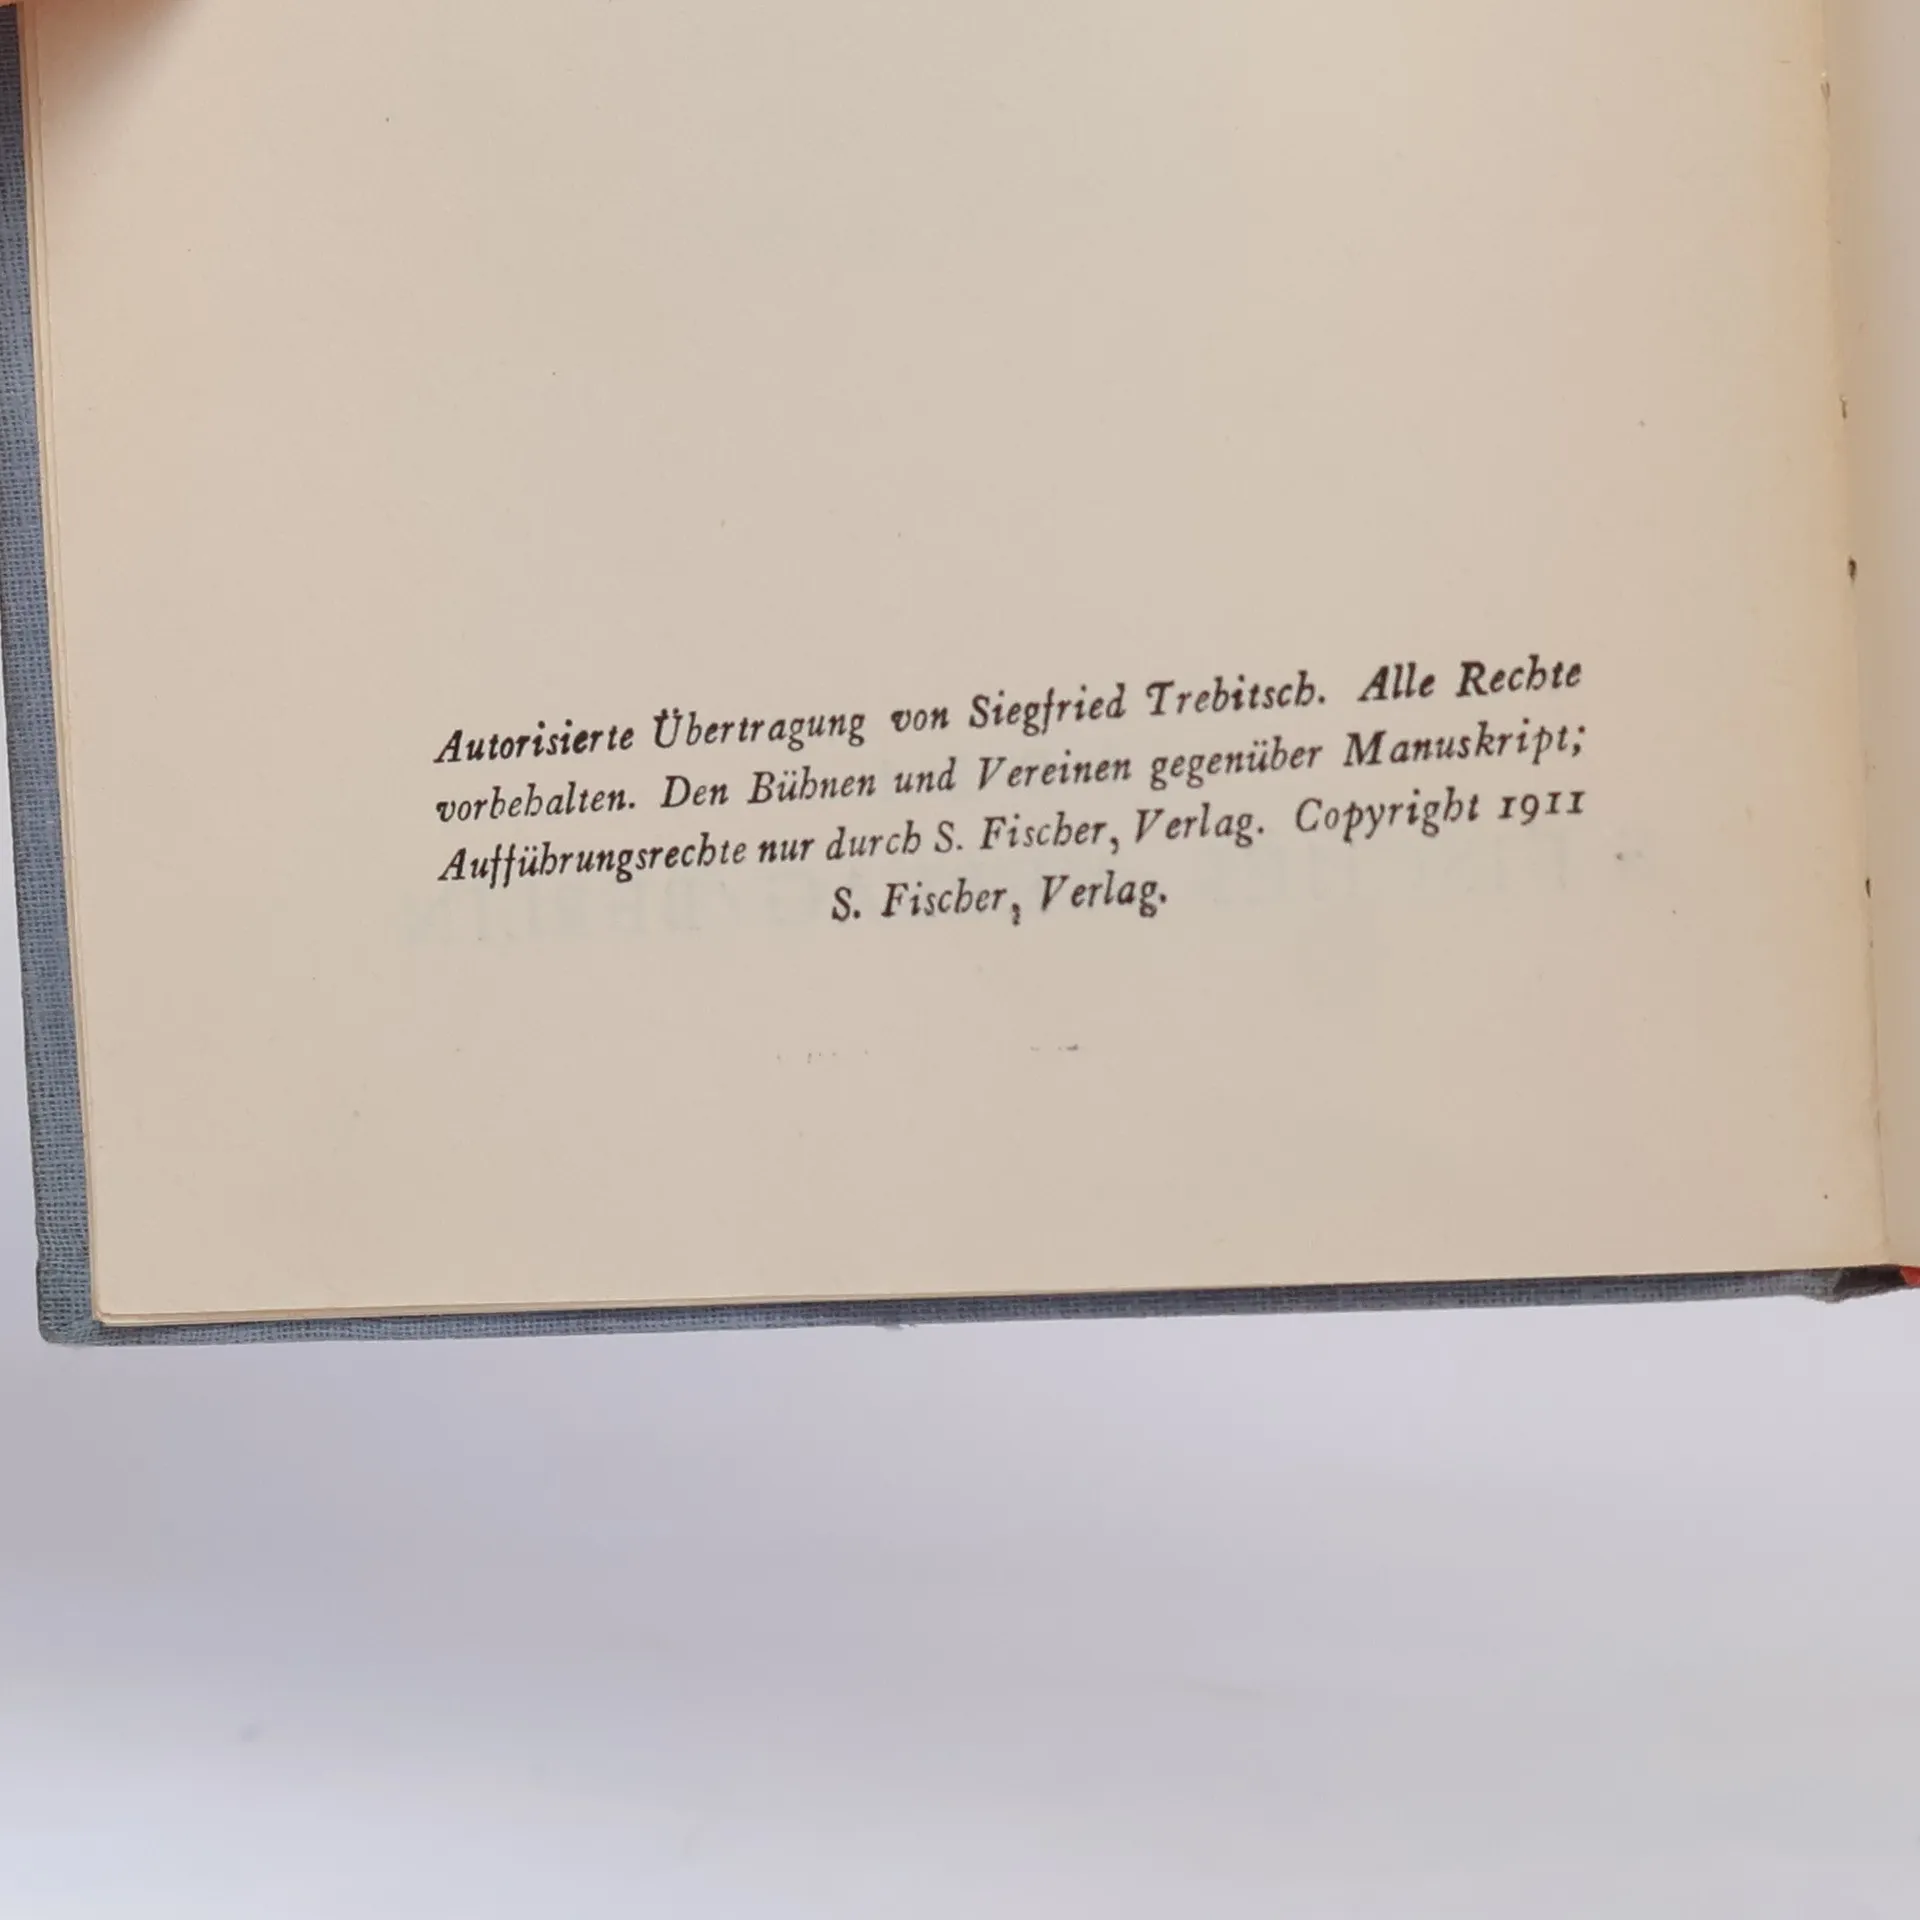 Autorisierte Übertragung von Siegfried Trebitsch. Alle Rechte
vorbehalten. Den Bühnen und Vereinen gegenüber Manuskript;
Aufführungsrechte nur durch S. Fischer, Verlag. Copyright 1911
S. Fischer, Verlag.